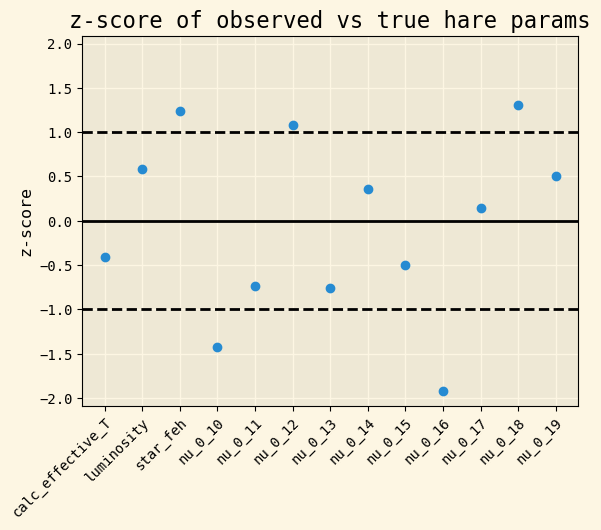 z-score of observed vs true hare params
z-score
2.0
1.5
1.0
0.5
0.0
−0.5
−1.0
−1.5
−2.0
calc_effective_T
luminosity
star_feh
nu_0_10
nu_0_11
nu_0_12
nu_0_13
nu_0_14
nu_0_15
nu_0_16
nu_0_17
nu_0_18
nu_0_19